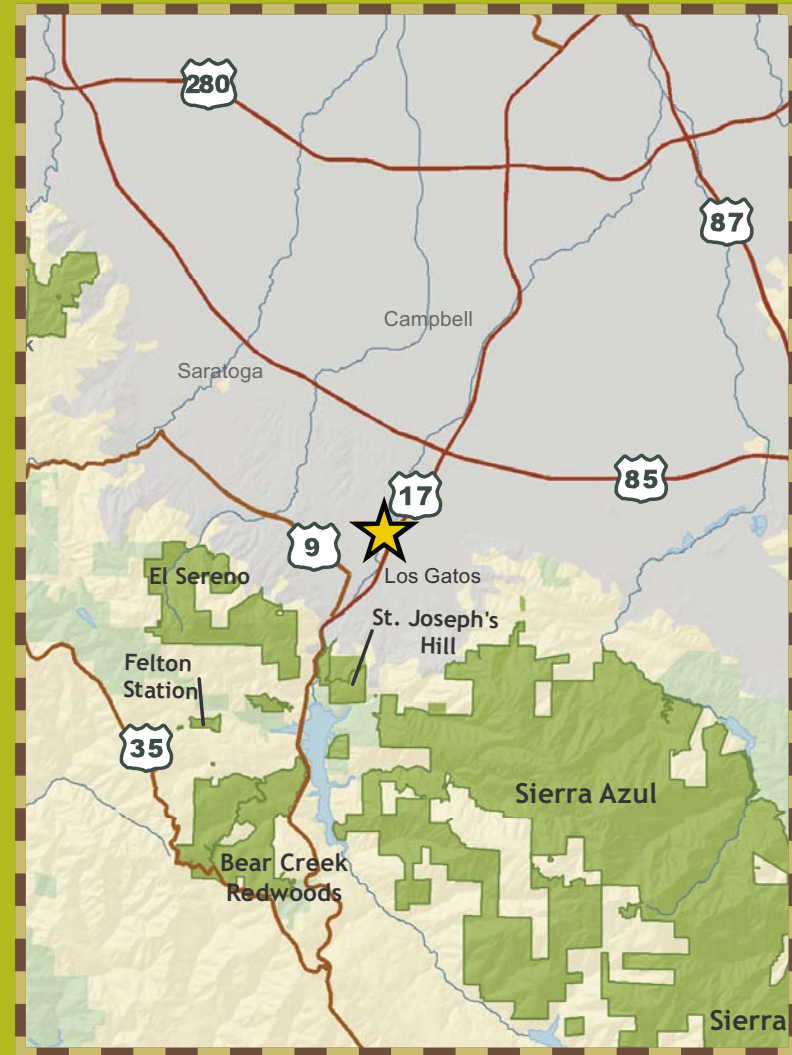 280
87
Campbell
k
Saratoga
85
17
9
Los Gatos
El Sereno
St. Joseph's
Hill
Felton
Station
35
Sierra Azul
Bear Creek
Redwoods
Sierra